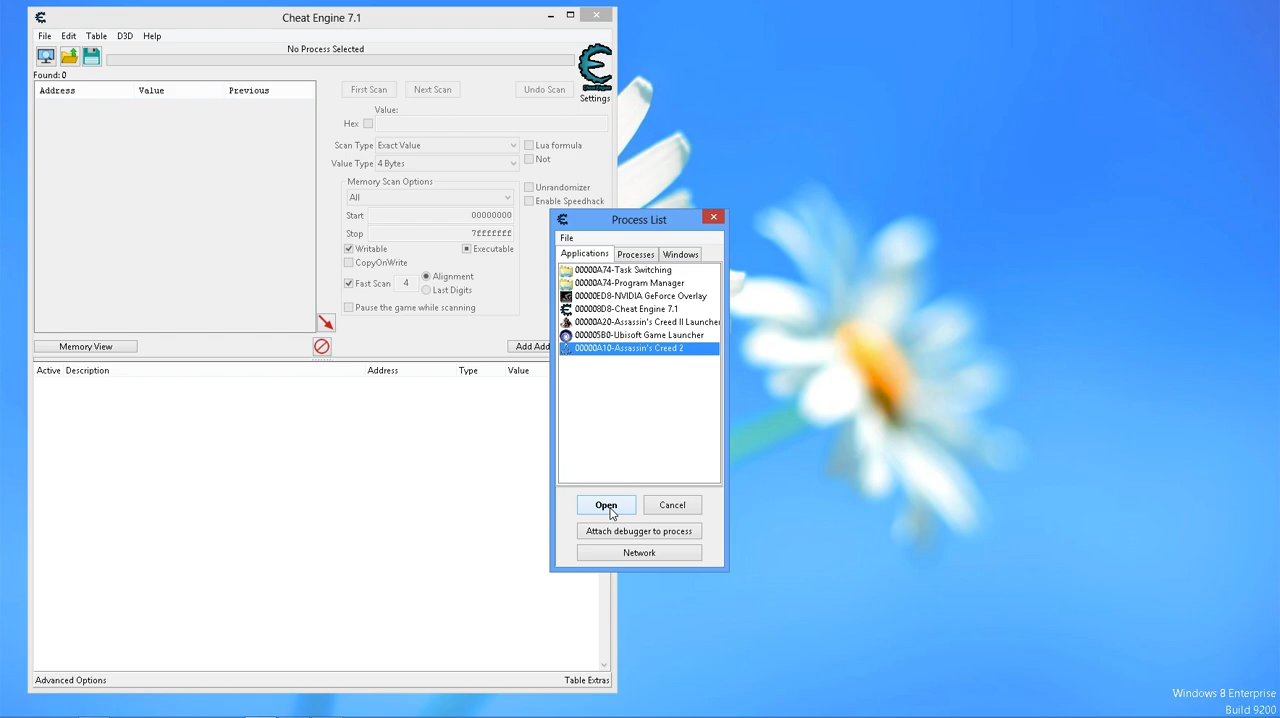 Cheat Engine 7.1
File Edit Table D3D Help
No Process Selected
Found: 0
Address Value Previous
First Scan Next Scan Undo Scan
Settings
Value:
Hex
Scan Type Exact Value Lua formula
Value Type 4 Bytes Not
Memory Scan Options
All
Unrandomizer
Enable Speedhack
Start 00000000
Stop 7fffffff
Writable Executable
CopyOnWrite
Fast Scan 4 Alignment
Last Digits
Pause the game while scanning
Memory View Add Add
Active Description Address Type Value
Advanced Options Table Extras
Process List
File
Applications Processes Windows
00000A74-Task Switching
00000A74-Program Manager
00000ED8-NVIDIA GeForce Overlay
000008D8-Cheat Engine 7.1
00000A20-Assassin's Creed II Launcher
000005B0-Ubisoft Game Launcher
00000A10-Assassin's Creed 2
Open Cancel
Attach debugger to process
Network
Windows 8 Enterprise
Build 9200